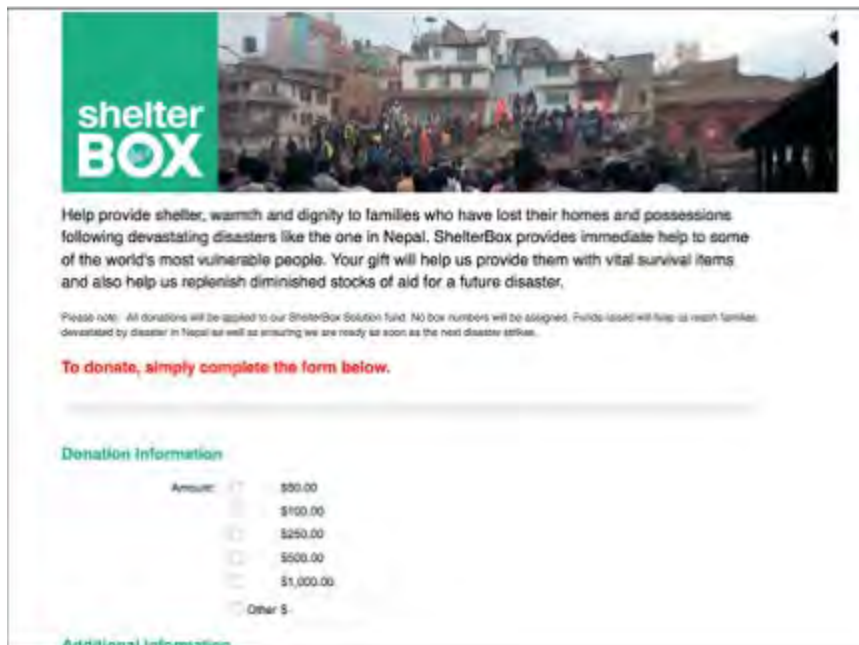 shelter
BOX
Help provide shelter, warmth and dignity to families who have lost their homes and possessions
following devastating disasters like the one in Nepal. ShelterBox provides immediate help to some
of the world's most vulnerable people. Your gift will help us provide them with vital survival items
and also help us replenish diminished stocks of aid for a future disaster.
Please note: All donations will be applied to our ShelterBox Solution fund. No box numbers will be assigned. Funds raised will help us reach families
devastated by disaster in Nepal as well as ensuring we are ready as soon as the next disaster strikes.
To donate, simply complete the form below.
Donation Information
Amount: $50.00
$100.00
$250.00
$500.00
$1,000.00
Other $
Additional Information